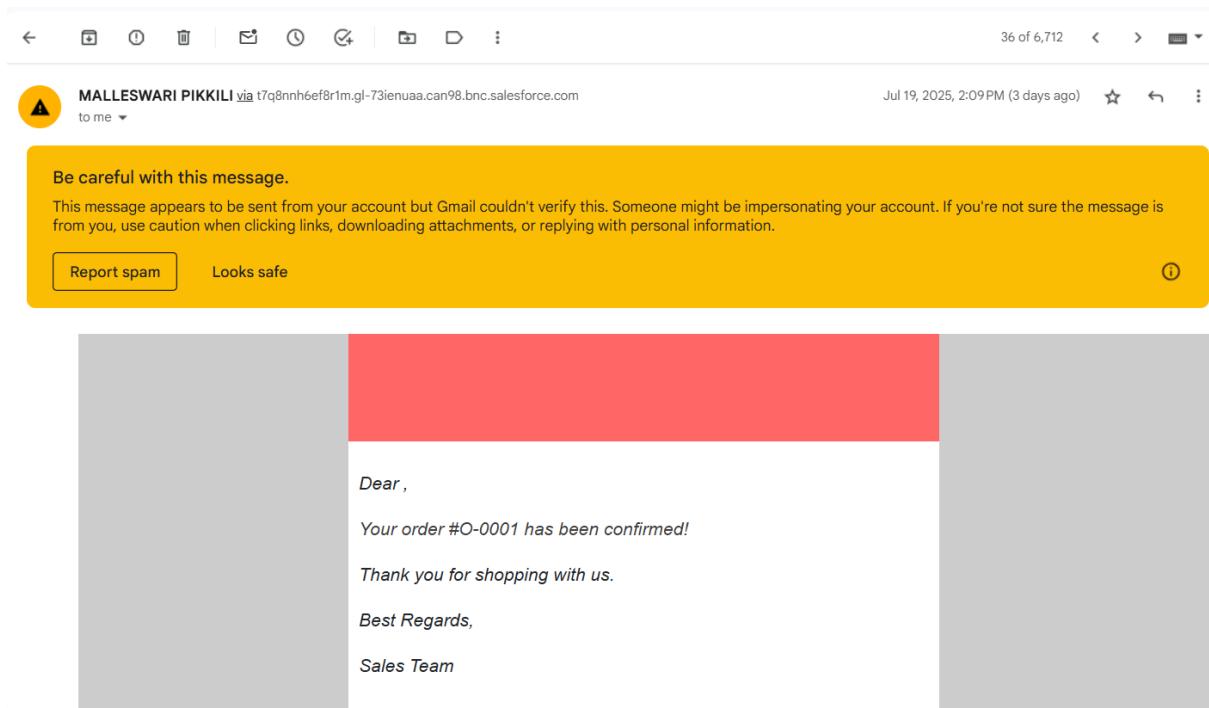 36 of 6,712
MALLESWARI PIKKILI via t7q8nnh6ef8r1m.gl-73ienuaa.can98.bnc.salesforce.com
Jul 19, 2025, 2:09 PM (3 days ago)
to me
Be careful with this message.
This message appears to be sent from your account but Gmail couldn't verify this. Someone might be impersonating your account. If you're not sure the message is
from you, use caution when clicking links, downloading attachments, or replying with personal information.
Report spam
Looks safe
Dear ,
Your order #O-0001 has been confirmed!
Thank you for shopping with us.
Best Regards,
Sales Team